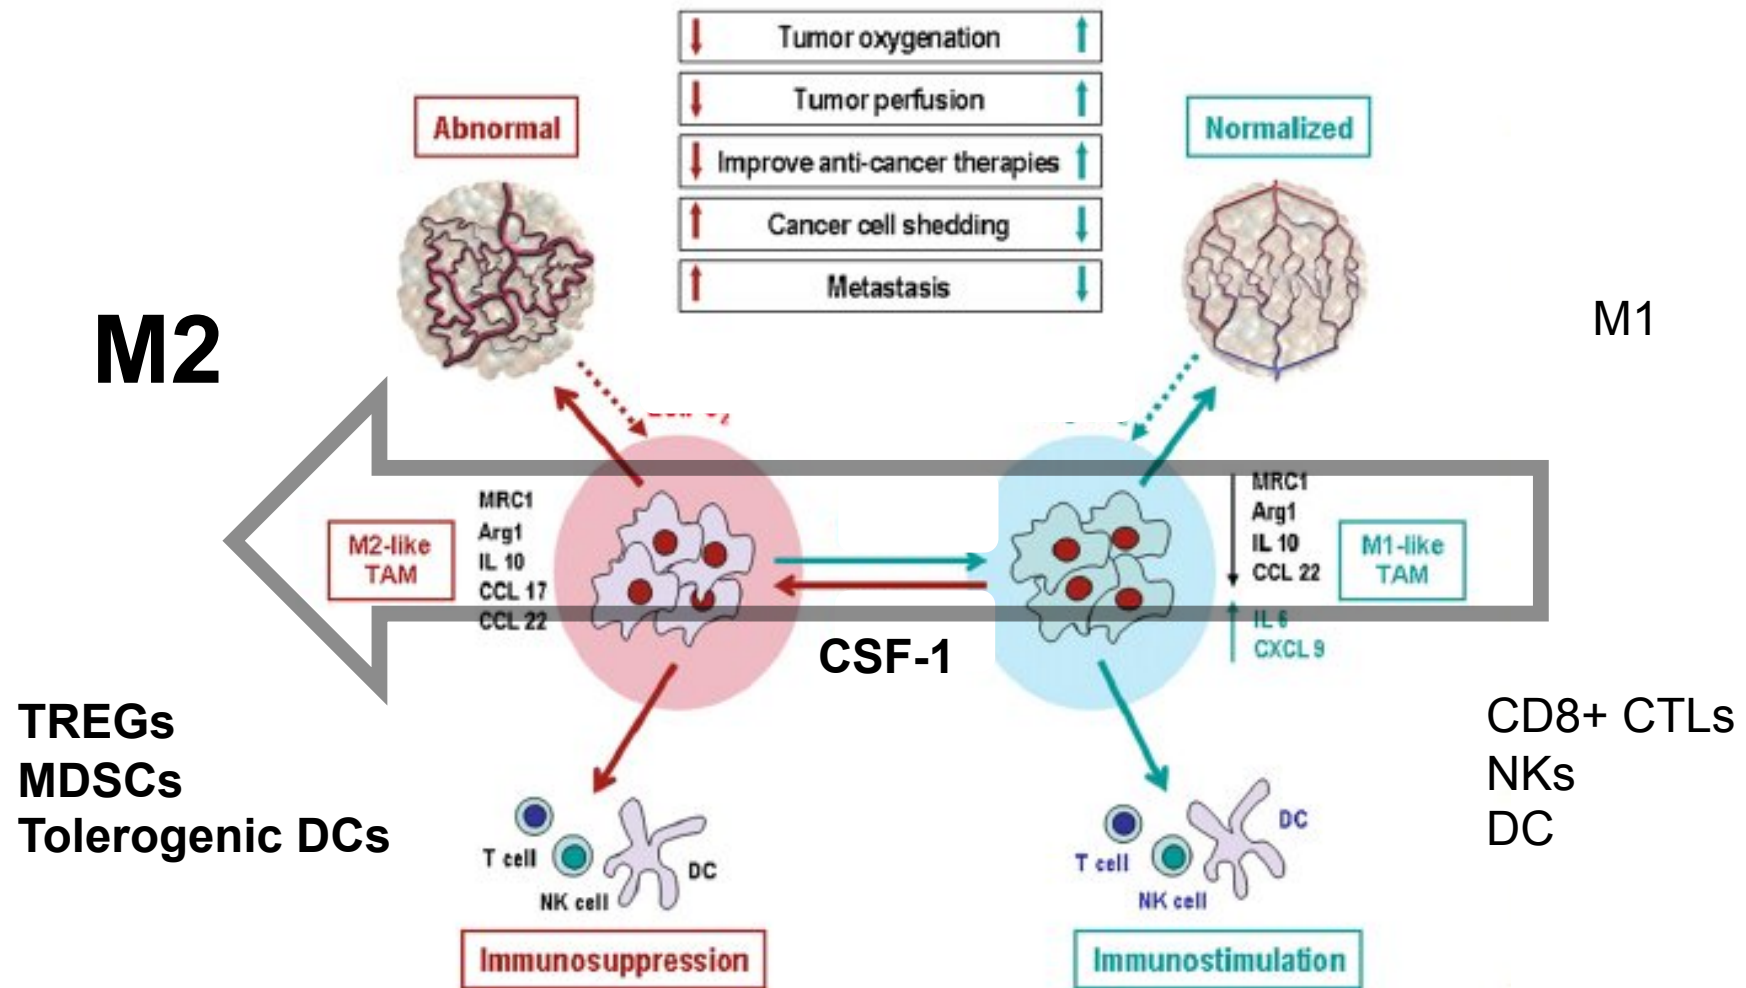 Tumor oxygenation
Tumor perfusion
Improve anti-cancer therapies
Cancer cell shedding
Metastasis
Abnormal
Normalized
M2
M1
M2-like
TAM
MRC1
Arg1
IL 10
CCL 17
CCL 22
CSF-1
MRC1
Arg1
IL 10
CCL 22
IL 6
CXCL 9
M1-like
TAM
TREGs
MDSCs
Tolerogenic DCs
CD8+ CTLs
NKs
DC
T cell
NK cell
DC
T cell
NK cell
DC
Immunosuppression
Immunostimulation